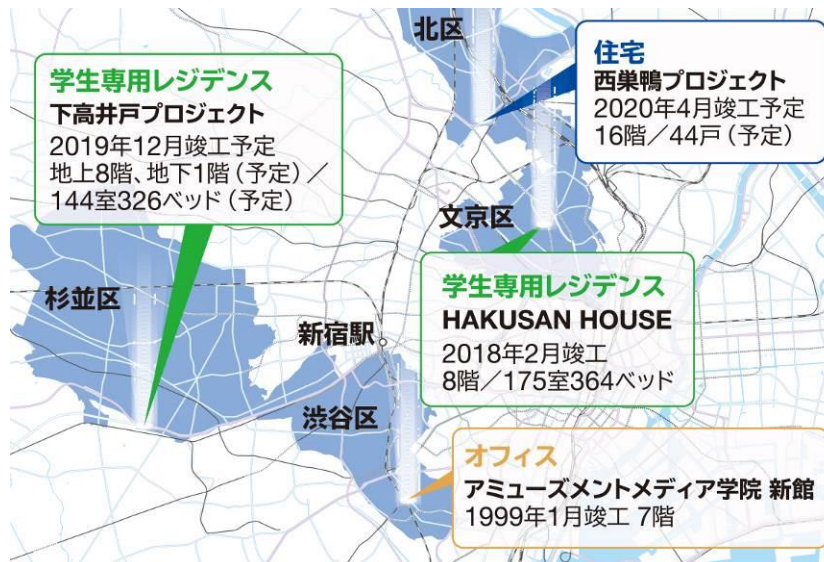 北区
住宅
西巣鴨プロジェクト
2020年4月竣工予定
16階／44戸（予定）
学生専用レジデンス
下高井戸プロジェクト
2019年12月竣工予定
地上8階、地下1階（予定）／
144室326ベッド（予定）
文京区
学生専用レジデンス
HAKUSAN HOUSE
2018年2月竣工
8階／175室364ベッド
杉並区
新宿駅
渋谷区
オフィス
アミューズメントメディア学院 新館
1999年1月竣工 7階